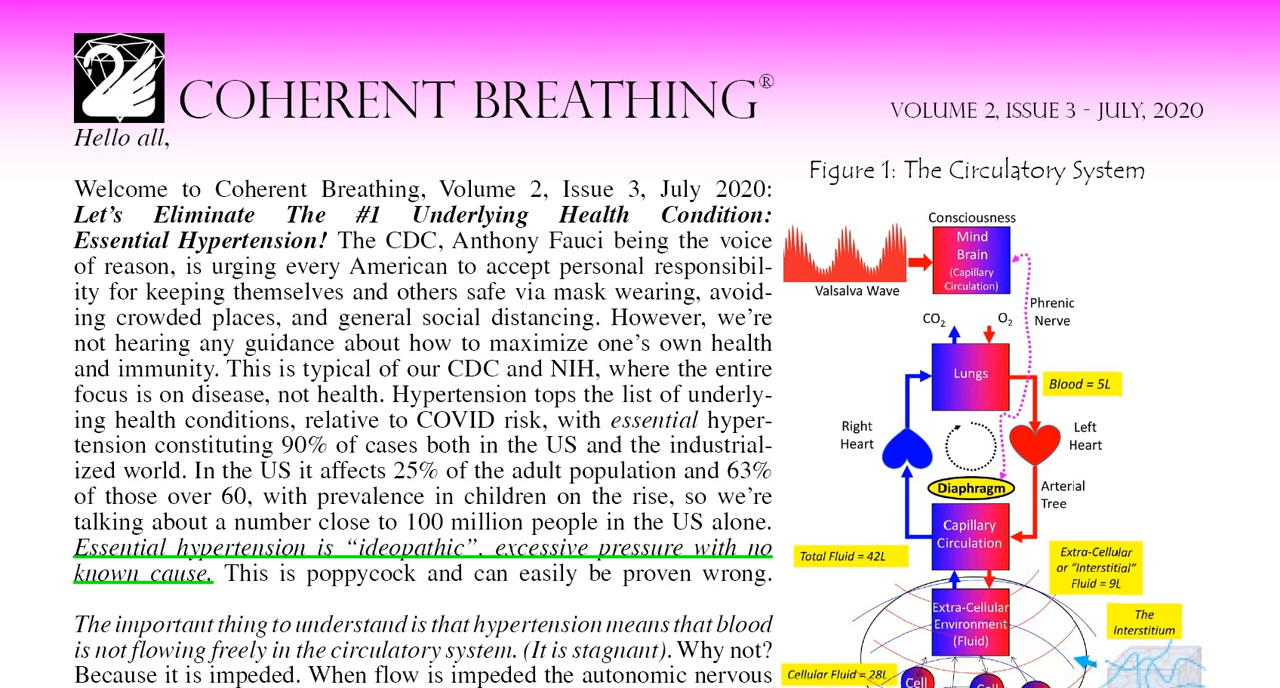 COHERENT BREATHING®
VOLUME 2, ISSUE 3 - JULY, 2020
Hello all,
Welcome to Coherent Breathing, Volume 2, Issue 3, July 2020:
Let's Eliminate The #1 Underlying Health Condition:
Essential Hypertension! The CDC, Anthony Fauci being the voice
of reason, is urging every American to accept personal responsibil-
ity for keeping themselves and others safe via mask wearing, avoid-
ing crowded places, and general social distancing. However, we're
not hearing any guidance about how to maximize one's own health
and immunity. This is typical of our CDC and NIH, where the entire
focus is on disease, not health. Hypertension tops the list of underly-
ing health conditions, relative to COVID risk, with essential hyper-
tension constituting 90% of cases both in the US and the industrial-
ized world. In the US it affects 25% of the adult population and 63%
of those over 60, with prevalence in children on the rise, so we're
talking about a number close to 100 million people in the US alone.
Essential hypertension is “ideopathic”, excessive pressure with no
known cause. This is poppycock and can easily be proven wrong.
The important thing to understand is that hypertension means that blood
is not flowing freely in the circulatory system. (It is stagnant). Why not?
Because it is impeded. When flow is impeded the autonomic nervous
Figure 1: The Circulatory System
Consciousness
Mind
Brain
(Capillary
Circulation)
Valsalva Wave
Phrenic
Nerve
CO2
O2
Lungs
Blood = 5L
Right
Heart
Left
Heart
Diaphragm
Arterial
Tree
Capillary
Circulation
Total Fluid = 42L
Extra-Cellular
or “Interstitial”
Fluid = 9L
Extra-Cellular
Environment
(Fluid)
The
Interstitium
Cellular Fluid = 28L
Cell
Cell